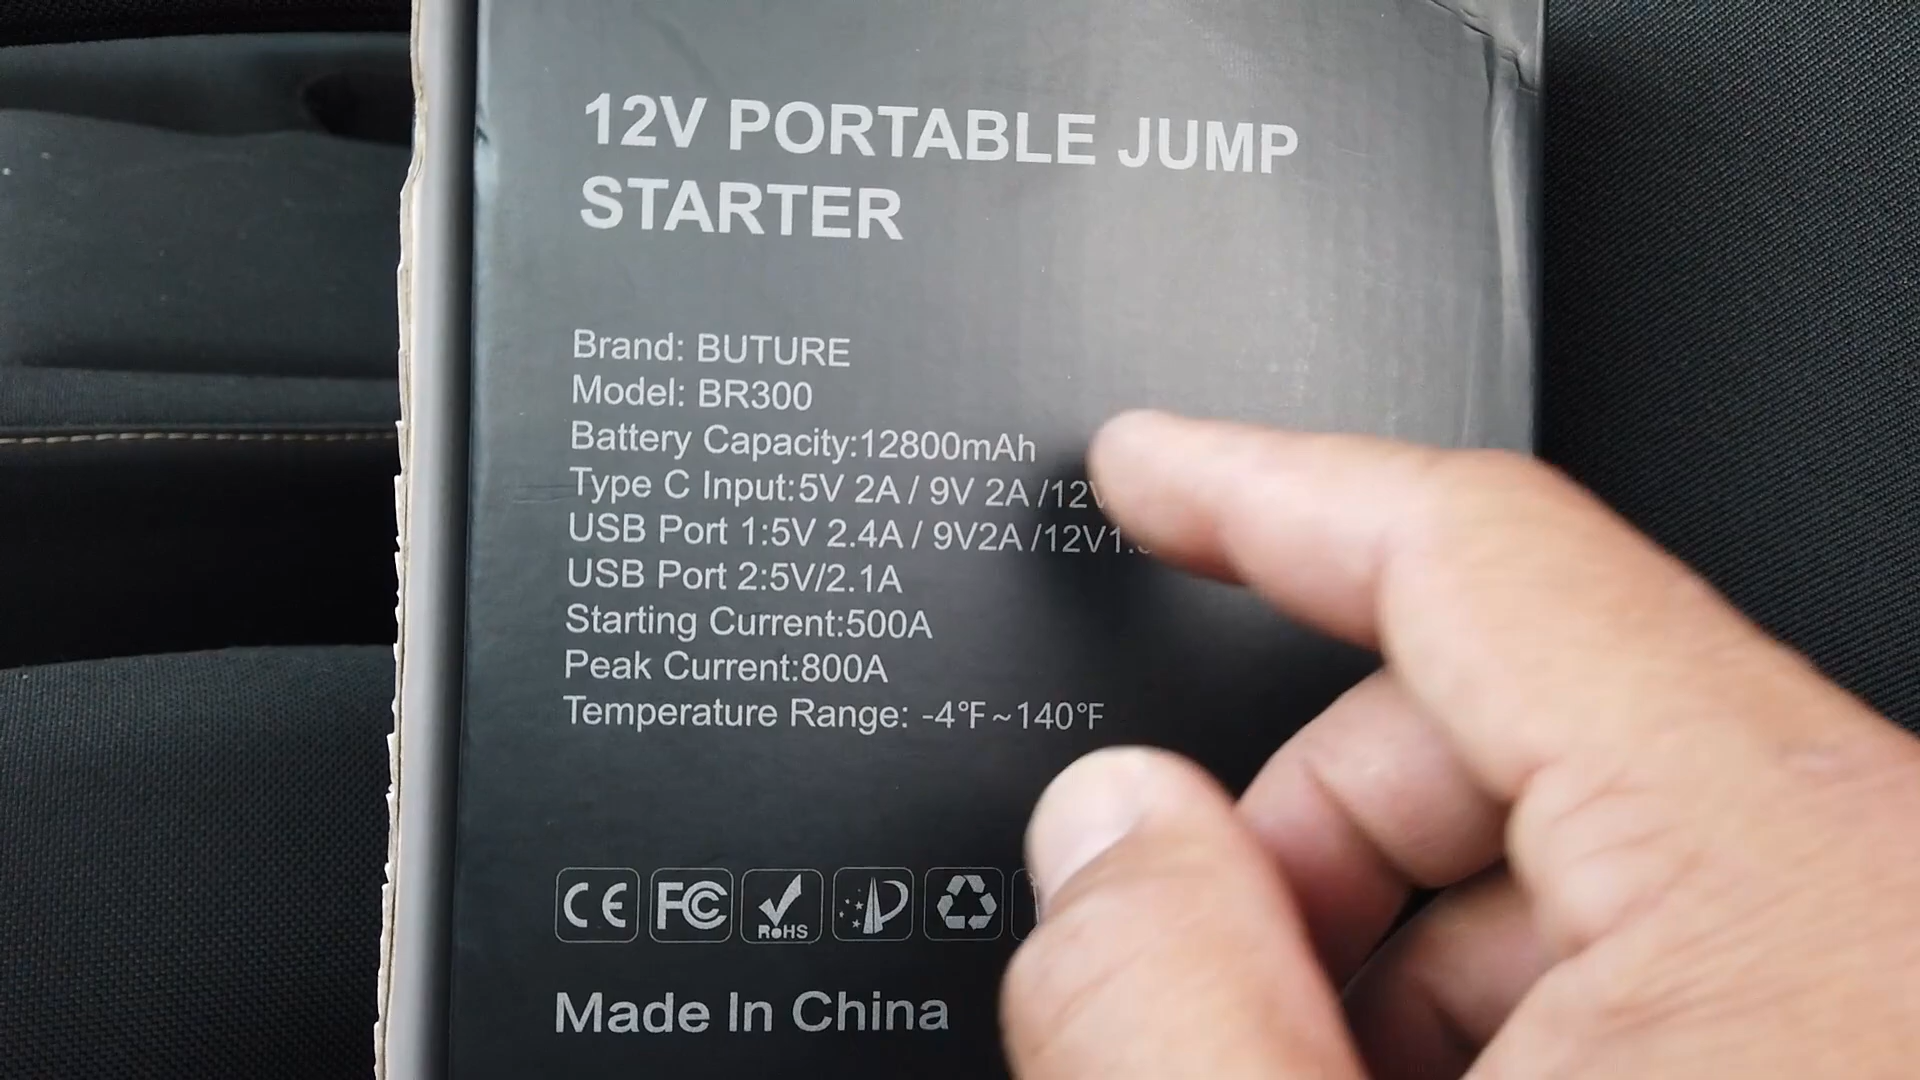 12V PORTABLE JUMP
STARTER
Brand: BUTURE
Model: BR300
Battery Capacity:12800mAh
Type C Input:5V 2A / 9V 2A /12V
USB Port 1:5V 2.4A / 9V2A /12V1.
USB Port 2:5V/2.1A
Starting Current:500A
Peak Current:800A
Temperature Range: -4°F~140°F
CE FC RoHS
Made In China